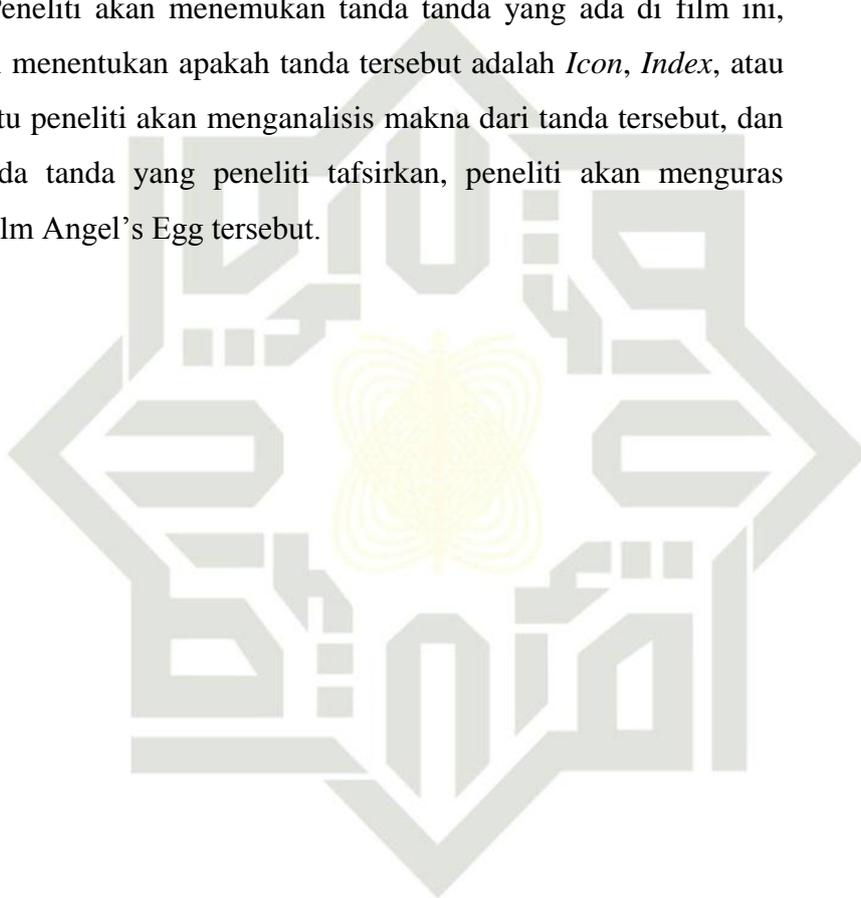 eneliti akan menemukan tanda tanda yang ada di film ini,
menentukan apakah tanda tersebut adalah Icon, Index, atau
tu peneliti akan menganalisis makna dari tanda tersebut, dan
da tanda yang peneliti tafsirkan, peneliti akan menguras
lm Angel’s Egg tersebut.